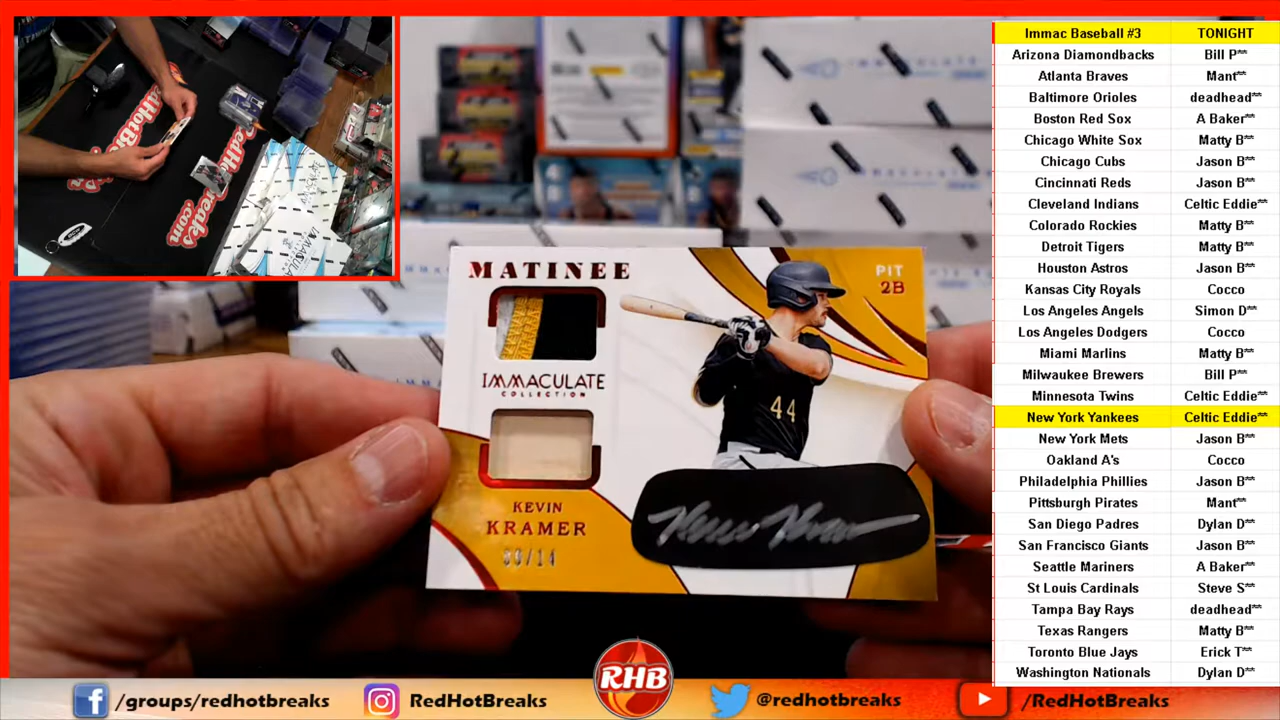 Immac Baseball #3 TONIGHT
Arizona Diamondbacks Bill P**
Atlanta Braves Mant**
Baltimore Orioles deadhead**
Boston Red Sox A Baker**
Chicago White Sox Matty B**
Chicago Cubs Jason B**
Cincinnati Reds Jason B**
Cleveland Indians Celtic Eddie**
Colorado Rockies Matty B**
Detroit Tigers Matty B**
Houston Astros Jason B**
Kansas City Royals Cocco
Los Angeles Angels Simon D**
Los Angeles Dodgers Cocco
Miami Marlins Matty B**
Milwaukee Brewers Bill P**
Minnesota Twins Celtic Eddie**
New York Yankees Celtic Eddie**
New York Mets Jason B**
Oakland A's Cocco
Philadelphia Phillies Jason B**
Pittsburgh Pirates Mant**
San Diego Padres Dylan D**
San Francisco Giants Jason B**
Seattle Mariners A Baker**
St Louis Cardinals Steve S**
Tampa Bay Rays deadhead**
Texas Rangers Matty B**
Toronto Blue Jays Erick T**
Washington Nationals Dylan D**
MATINEE
PIT
2B
IMMACULATE
COLLECTION
44
KEVIN
KRAMER
Kevin Kramer
RedHotBreaks
RedHotBreaks
.com
IMMACULATE
RHB
/groups/redhotbreaks
RedHotBreaks
@redhotbreaks
/RedHotBreaks